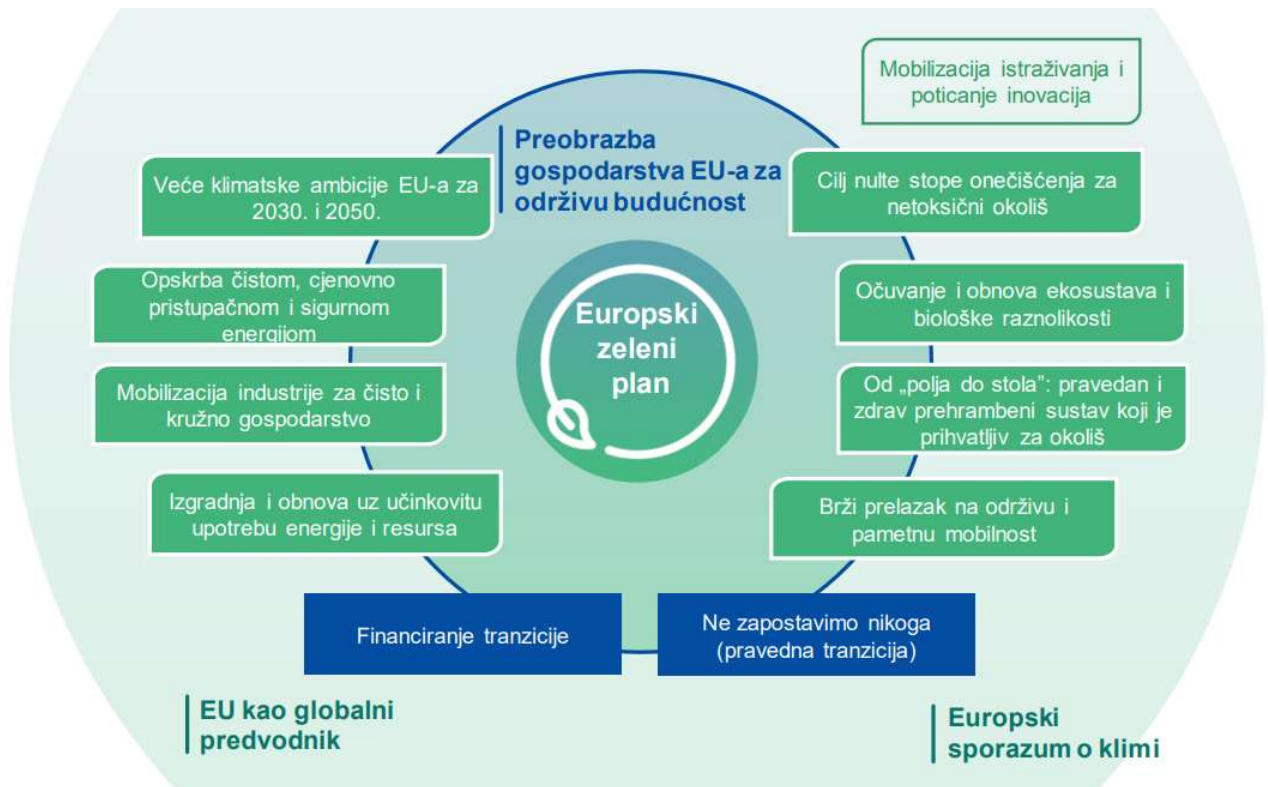 Mobilizacija istraživanja i
poticanje inovacija
Preobrazba
gospodarstva EU-a za
održivu budućnost
Veće klimatske ambicije EU-a za
2030. i 2050.
Cilj nulte stope onečišćenja za
netoksični okoliš
Opskrba čistom, cjenovno
pristupačnom i sigurnom
energijom
Očuvanje i obnova ekosustava i
biološke raznolikosti
Europski
zeleni
plan
Mobilizacija industrije za čisto i
kružno gospodarstvo
Od „polja do stola”: pravedan i
zdrav prehrambeni sustav koji je
prihvatljiv za okoliš
Izgradnja i obnova uz učinkovitu
upotrebu energije i resursa
Brži prelazak na održivu i
pametnu mobilnost
Financiranje tranzicije
Ne zapostavimo nikoga
(pravedna tranzicija)
EU kao globalni
predvodnik
Europski
sporazum o klimi